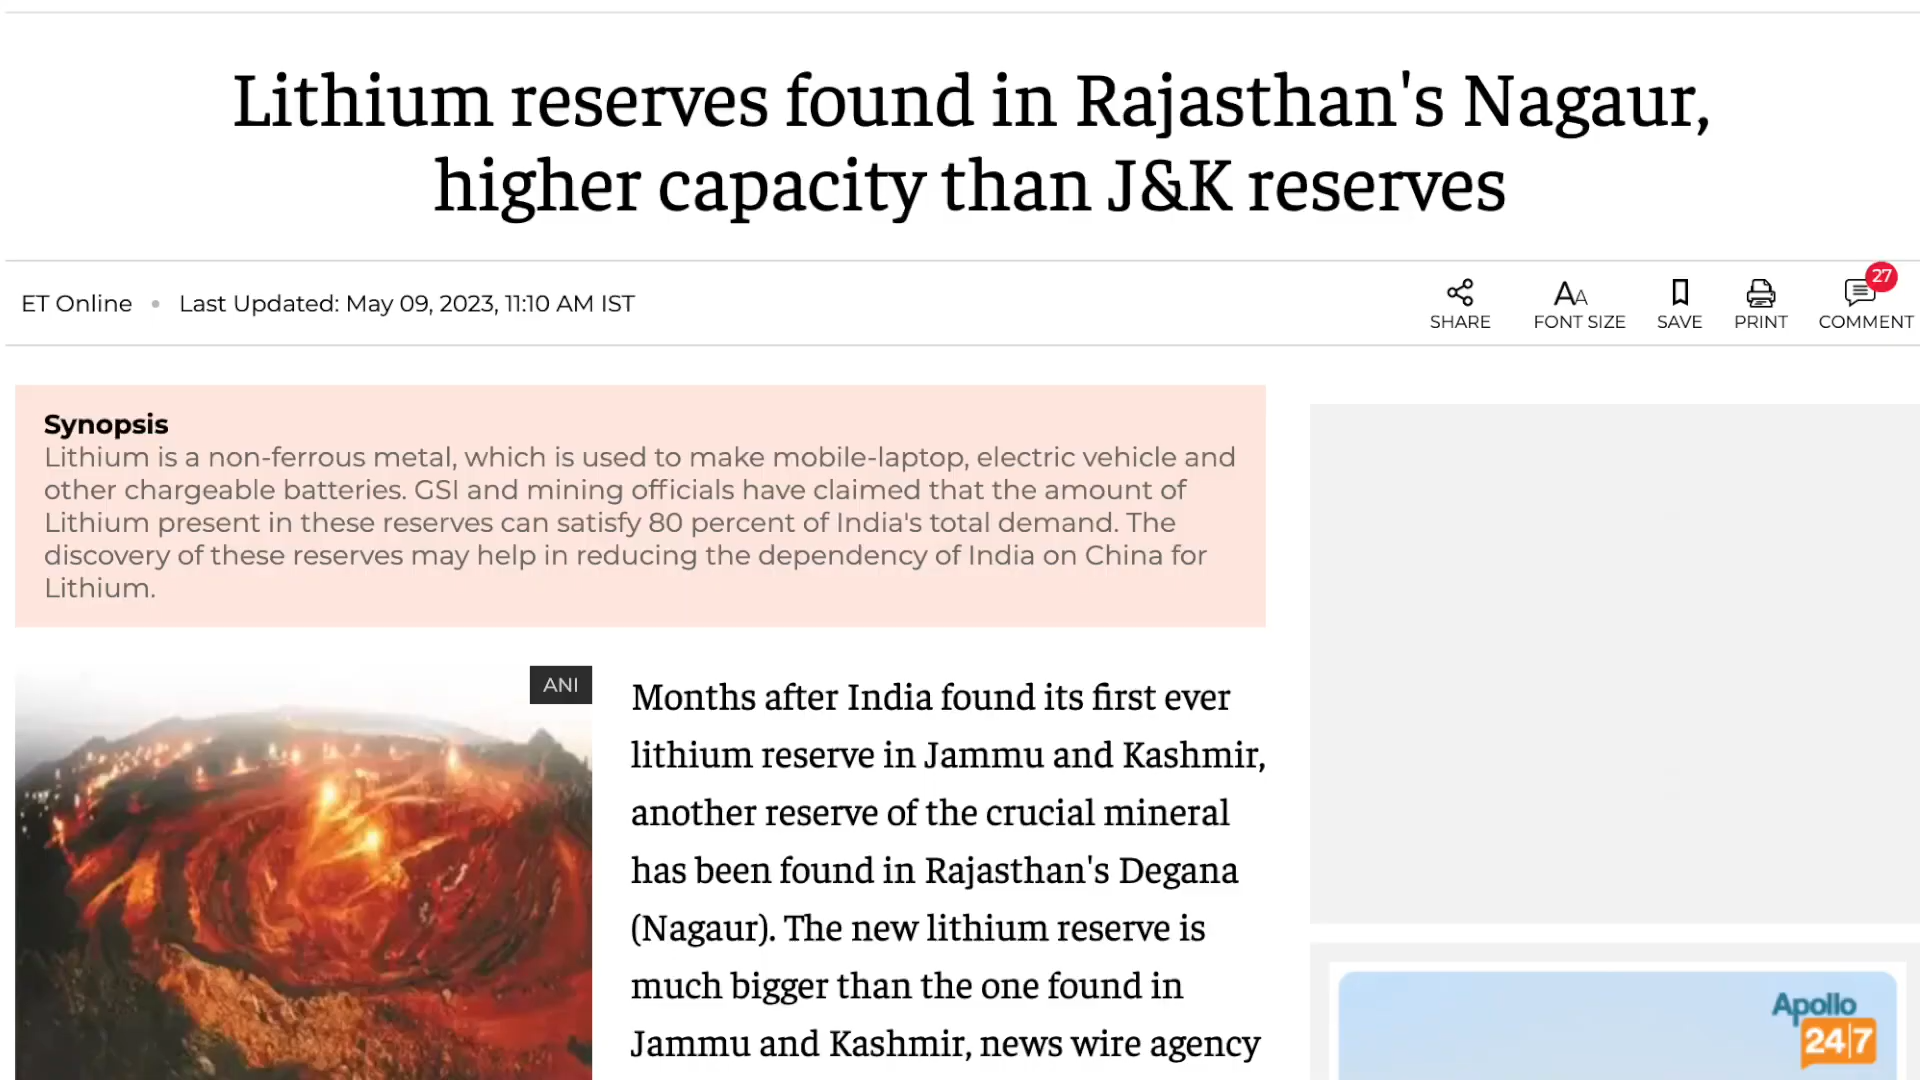 Lithium reserves found in Rajasthan's Nagaur,
higher capacity than J&K reserves
ET Online • Last Updated: May 09, 2023, 11:10 AM IST
SHARE
FONT SIZE
SAVE
PRINT
27
COMMENT
Synopsis
Lithium is a non-ferrous metal, which is used to make mobile-laptop, electric vehicle and
other chargeable batteries. GSI and mining officials have claimed that the amount of
Lithium present in these reserves can satisfy 80 percent of India's total demand. The
discovery of these reserves may help in reducing the dependency of India on China for
Lithium.
ANI
Months after India found its first ever
lithium reserve in Jammu and Kashmir,
another reserve of the crucial mineral
has been found in Rajasthan's Degana
(Nagaur). The new lithium reserve is
much bigger than the one found in
Jammu and Kashmir, news wire agency
Apollo
24|7